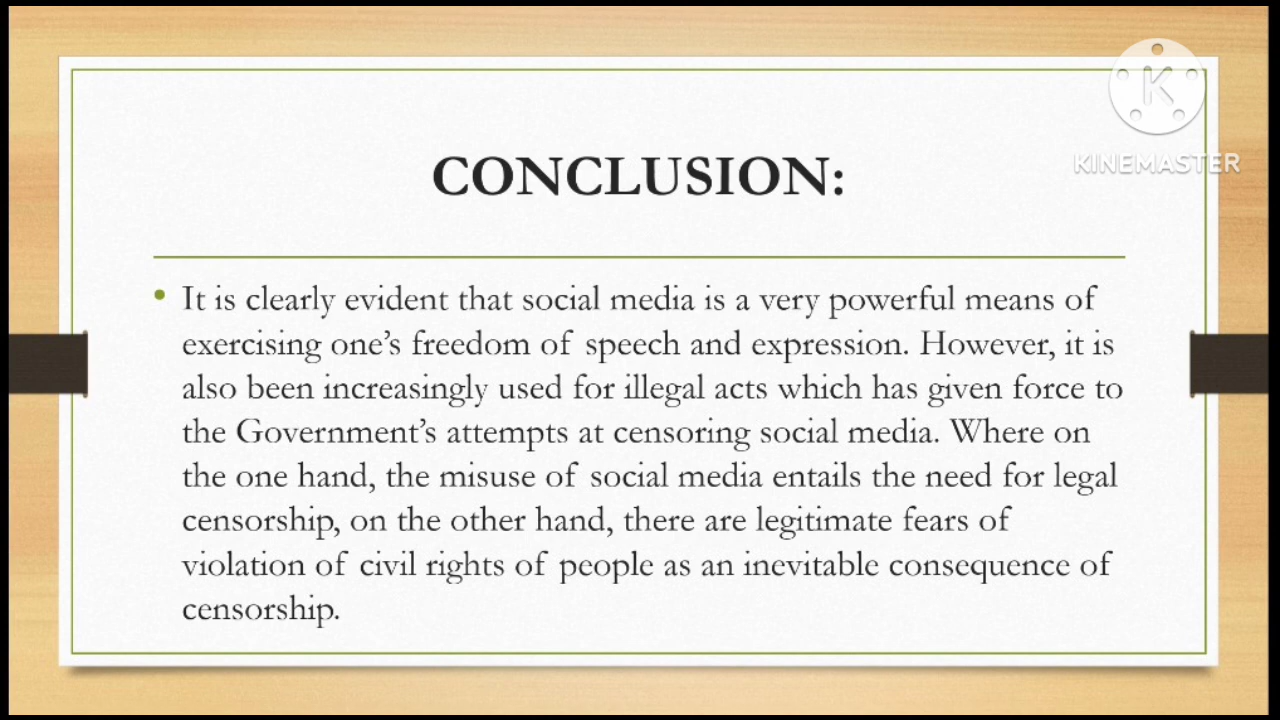 K
KINEMASTER
CONCLUSION:
• It is clearly evident that social media is a very powerful means of
exercising one’s freedom of speech and expression. However, it is
also been increasingly used for illegal acts which has given force to
the Government’s attempts at censoring social media. Where on
the one hand, the misuse of social media entails the need for legal
censorship, on the other hand, there are legitimate fears of
violation of civil rights of people as an inevitable consequence of
censorship.